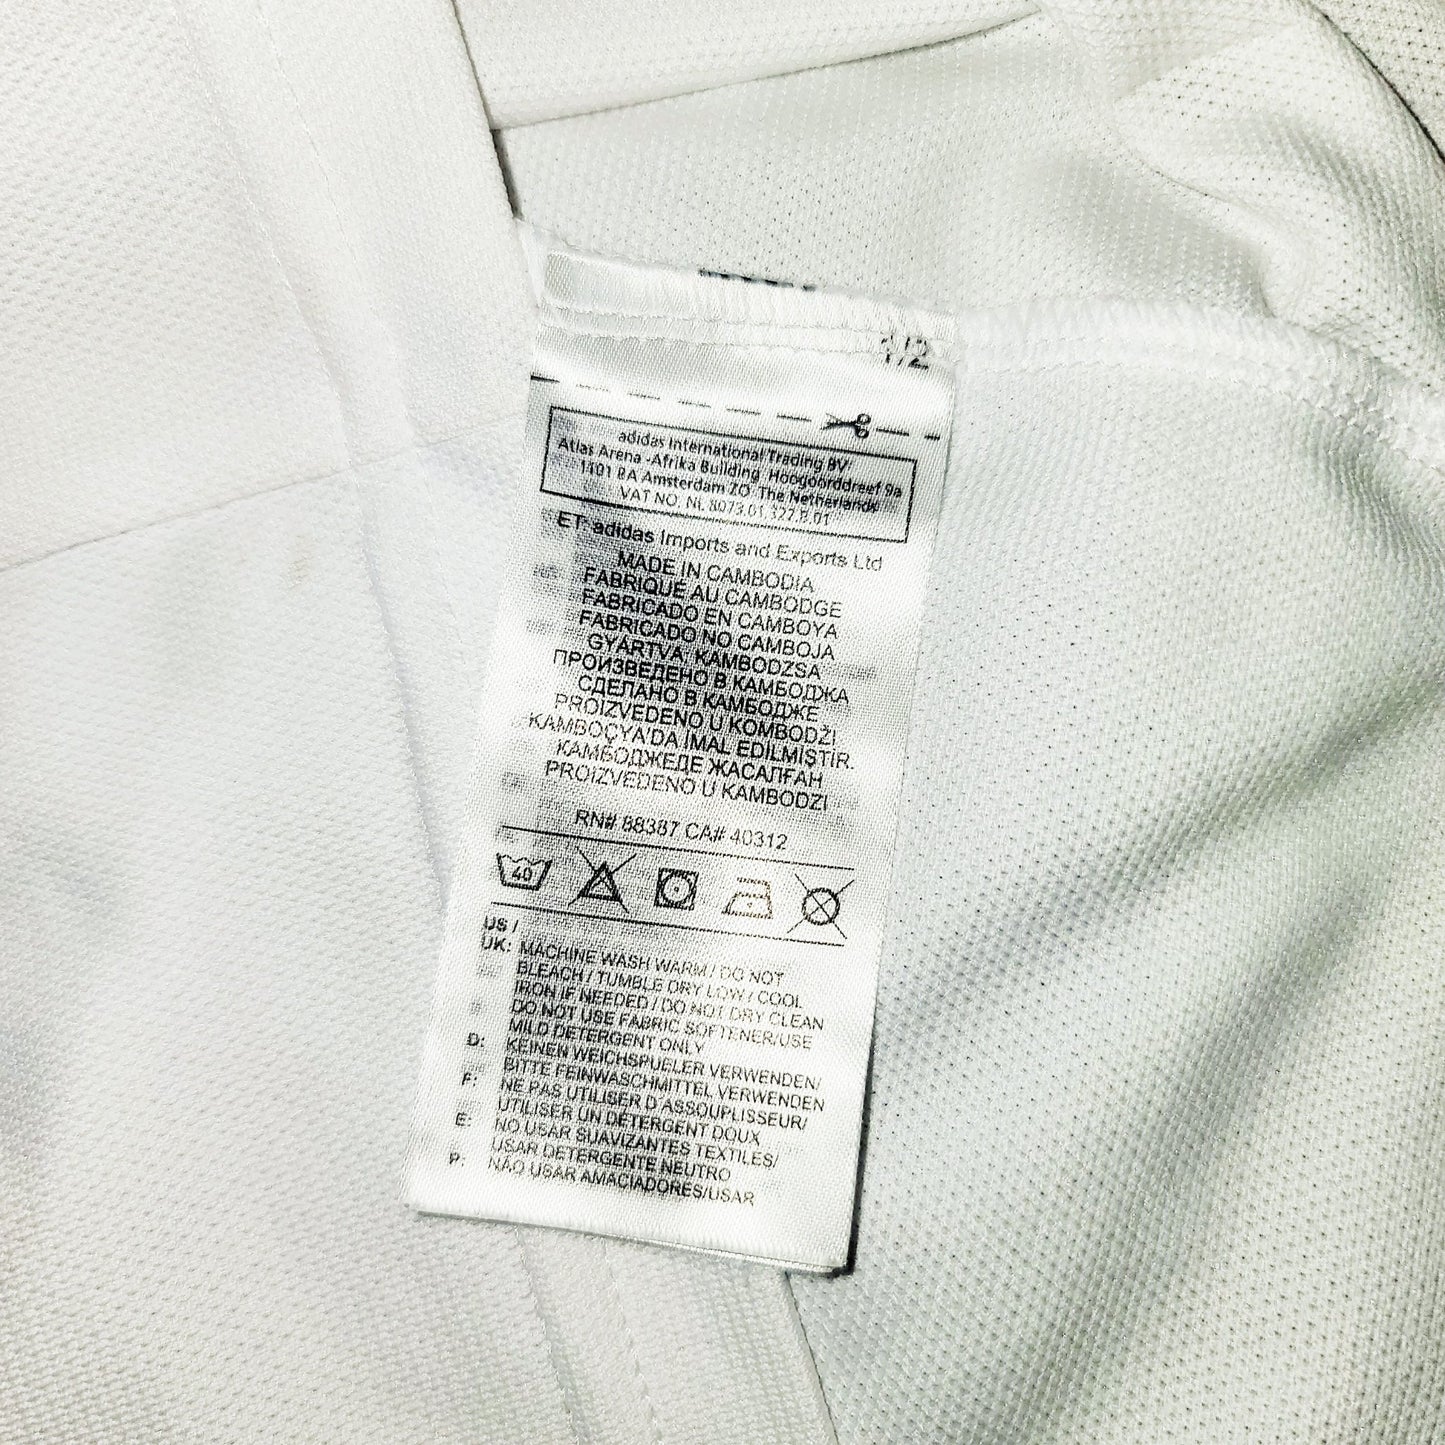 1/2
adidas International Trading BV
Atlas Arena -Afrika Building Hoogoorddreef 9a
1101 BA Amsterdam ZO The Netherlands
VAT NO. NL 8073.01.327.B.01
ET: adidas Imports and Exports Ltd
MADE IN CAMBODIA
FABRIQUÉ AU CAMBODGE
FABRICADO EN CAMBOYA
FABRICADO NO CAMBOJA
GYÁRTVA: KAMBODZSA
ПРОИЗВЕДЕНО В КАМБОДЖА
СДЕЛАНО В КАМБОДЖЕ
PROIZVEDENO U KOMBODŽI
KAMBOÇYA'DA İMAL EDİLMİŞTİR.
КАМБОДЖЕДЕ ЖАСАЛҒАН
PROIZVEDENO U KAMBODZI
RN# 88387 CA# 40312
40
US /
UK: MACHINE WASH WARM / DO NOT
BLEACH / TUMBLE DRY LOW / COOL
IRON IF NEEDED / DO NOT DRY CLEAN
DO NOT USE FABRIC SOFTENER/USE
MILD DETERGENT ONLY
D: KEINEN WEICHSPUELER VERWENDEN/
BITTE FEINWASCHMITTEL VERWENDEN
F: NE PAS UTILISER D'ASSOUPLISSEUR/
UTILISER UN DETERGENT DOUX
E: NO USAR SUAVIZANTES TEXTILES/
USAR DETERGENTE NEUTRO
P: NÃO USAR AMACIADORES/USAR